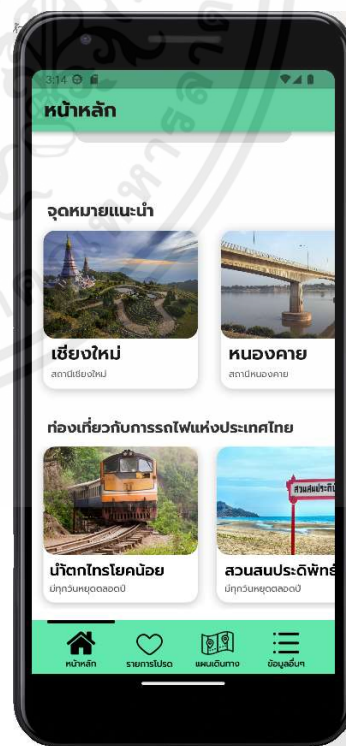 3:14
หน้าหลัก
จุดหมายแนะนำ
เชียงใหม่
สถานีเชียงใหม่
หนองคาย
สถานีหนองคาย
ท่องเที่ยวกับการรถไฟแห่งประเทศไทย
น้ำตกไทรโยคน้อย
มีทุกวันหยุดตลอดปี
สวนสนประดิพัทธ์
มีทุกวันหยุดตลอดปี
หน้าหลัก
รายการโปรด
แผนเดินทาง
ข้อมูลอื่นๆ